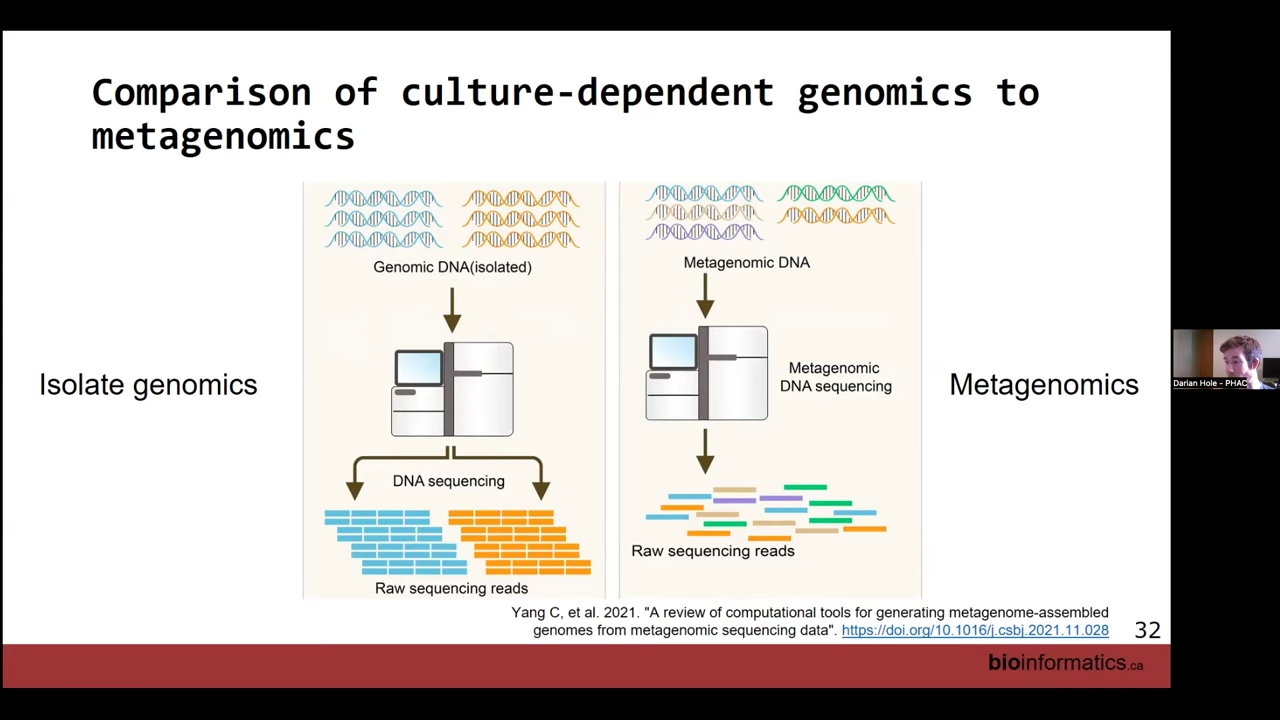 Comparison of culture-dependent genomics to
metagenomics
Isolate genomics
Genomic DNA(isolated)
DNA sequencing
Raw sequencing reads
Metagenomic DNA
Metagenomic
DNA sequencing
Raw sequencing reads
Metagenomics
Darian Hole - PHAC
Yang C, et al. 2021. "A review of computational tools for generating metagenome-assembled
genomes from metagenomic sequencing data". https://doi.org/10.1016/j.csbj.2021.11.028
32
bioinformatics.ca